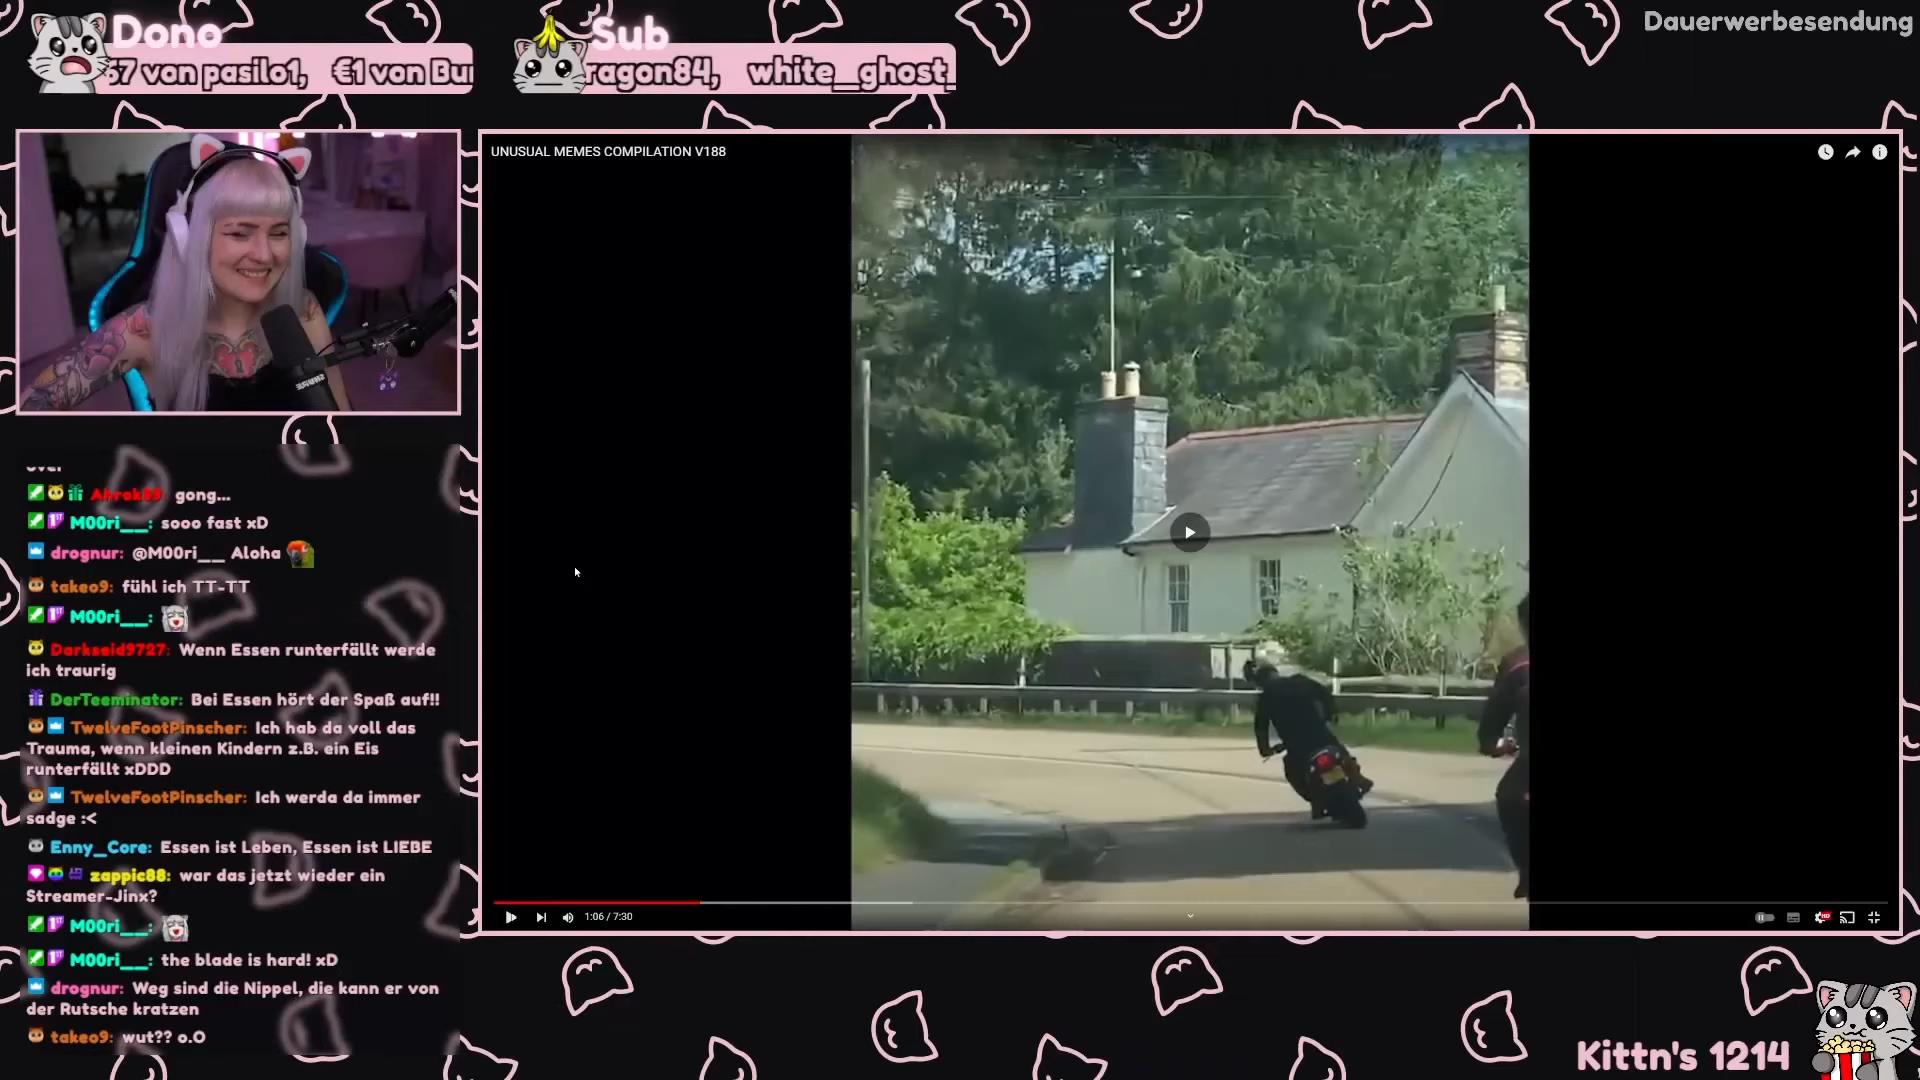 Dono
67 von pasilo1, €1 von Bu
Sub
ragon84, white_ghost_
Dauerwerbesendung
UNUSUAL MEMES COMPILATION V188
Ahrak89 gong...
M00ri__: sooo fast xD
drognur: @M00ri__ Aloha
takeo9: fühl ich TT-TT
M00ri__:
Darkseid9727: Wenn Essen runterfällt werde
ich traurig
DerTeeminator: Bei Essen hört der Spaß auf!!
TwelveFootPinscher: Ich hab da voll das
Trauma, wenn kleinen Kindern z.B. ein Eis
runterfällt xDDD
TwelveFootPinscher: Ich werda da immer
sadge :<
Enny_Core: Essen ist Leben, Essen ist LIEBE
zappic88: war das jetzt wieder ein
Streamer-Jinx?
M00ri__:
M00ri__: the blade is hard! xD
drognur: Weg sind die Nippel, die kann er von
der Rutsche kratzen
takeo9: wut?? o.O
1:06 / 7:30
Kittn's 1214